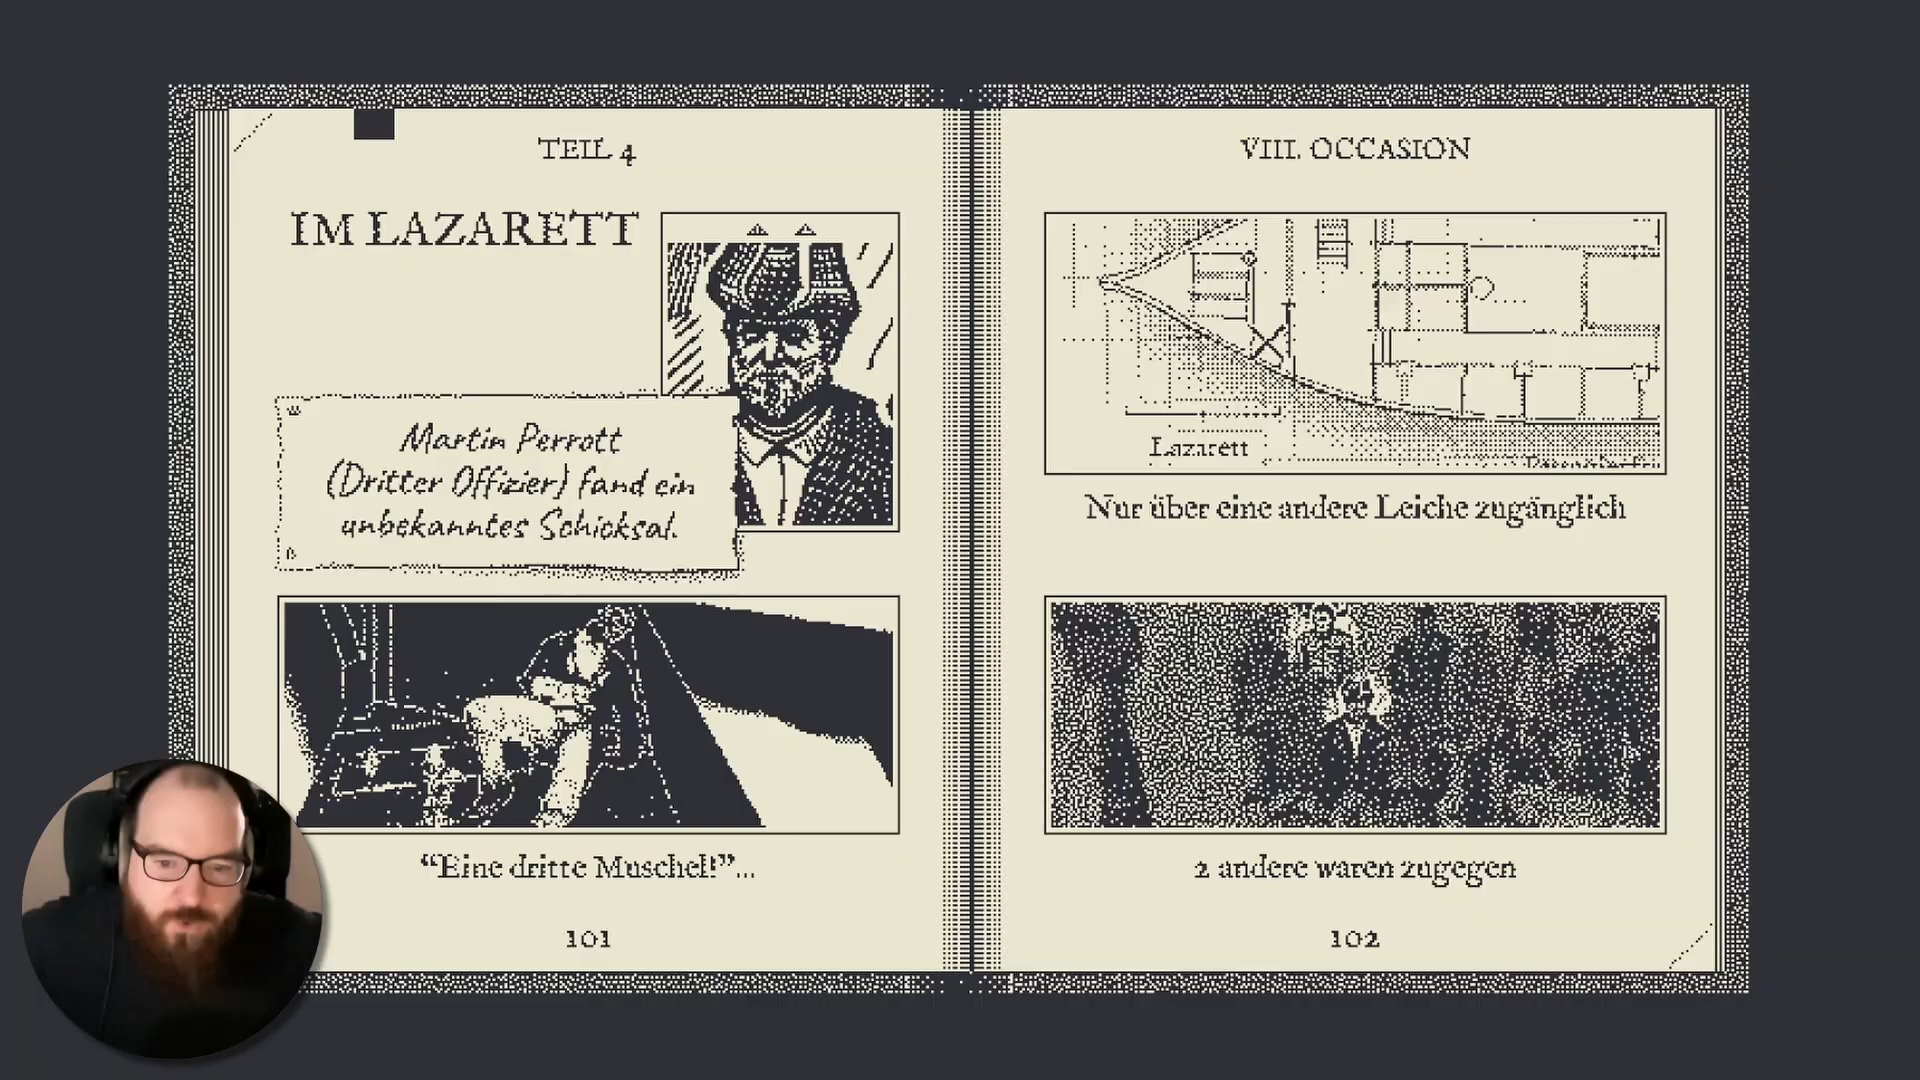 TEIL 4
IM LAZARETT
Martin Perrott
(Dritter Offizier) fand ein
unbekanntes Schicksal.
“Eine dritte Muschel!”...
101
VIII. OCCASION
Lazarett
Nur über eine andere Leiche zugänglich
2 andere waren zugegen
102